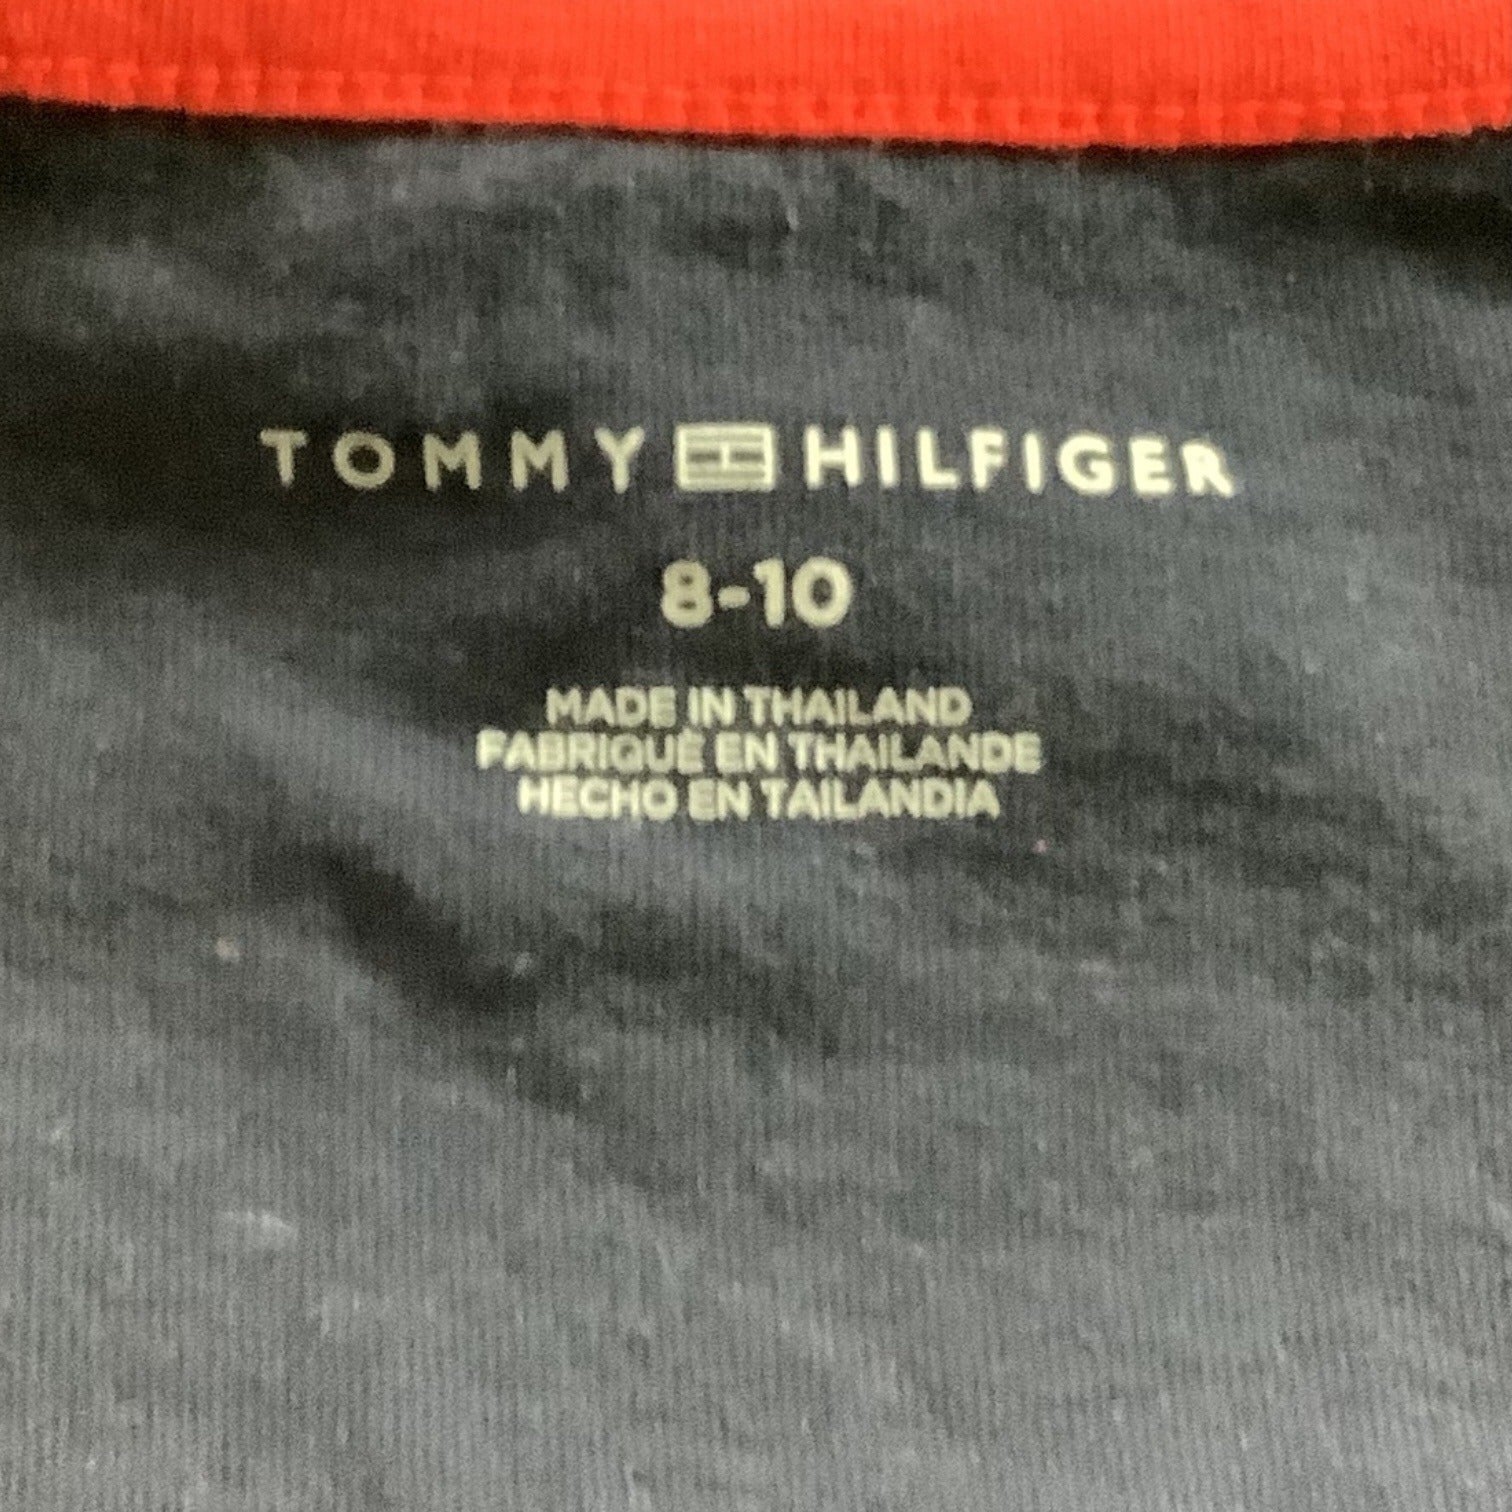 TOMMY HILFIGER
8-10
MADE IN THAILAND
FABRIQUÉ EN THAILANDE
HECHO EN TAILANDIA